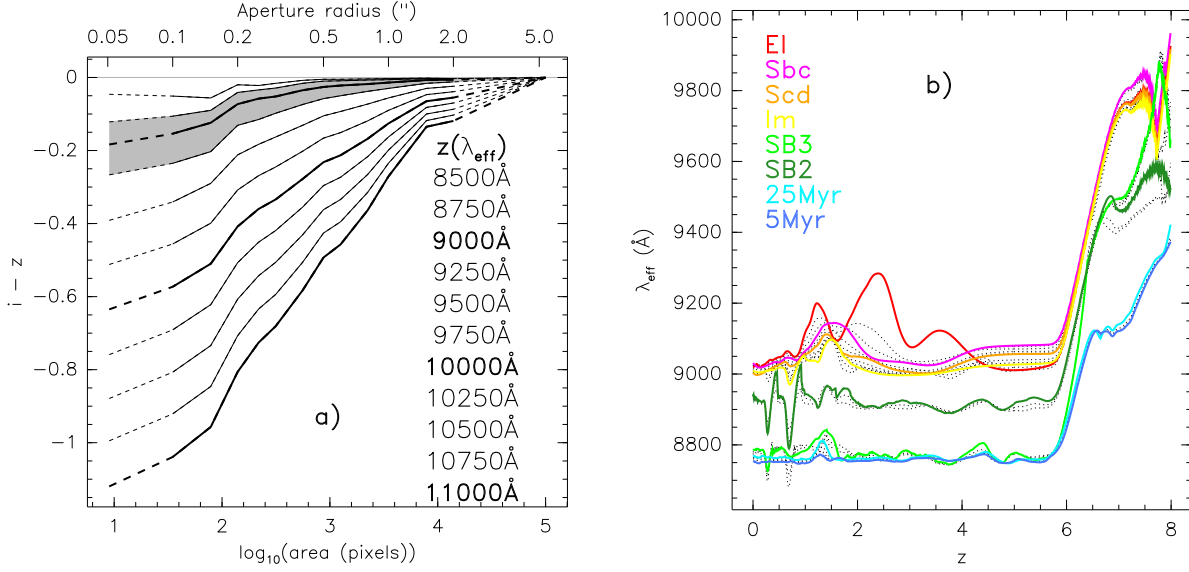 Aperture radius (")
0.05 0.1 0.2 0.5 1.0 2.0 5.0
0
−0.2
−0.4
−0.6
−0.8
−1
i − z
z(λeff)
8500Å
8750Å
9000Å
9250Å
9500Å
9750Å
10000Å
10250Å
10500Å
10750Å
11000Å
a)
1 2 3 4 5
log10(area (pixels))
10000
9800
9600
9400
9200
9000
8800
λeff (Å)
El
Sbc
Scd
Im
SB3
SB2
25Myr
5Myr
b)
0 2 4 6 8
z